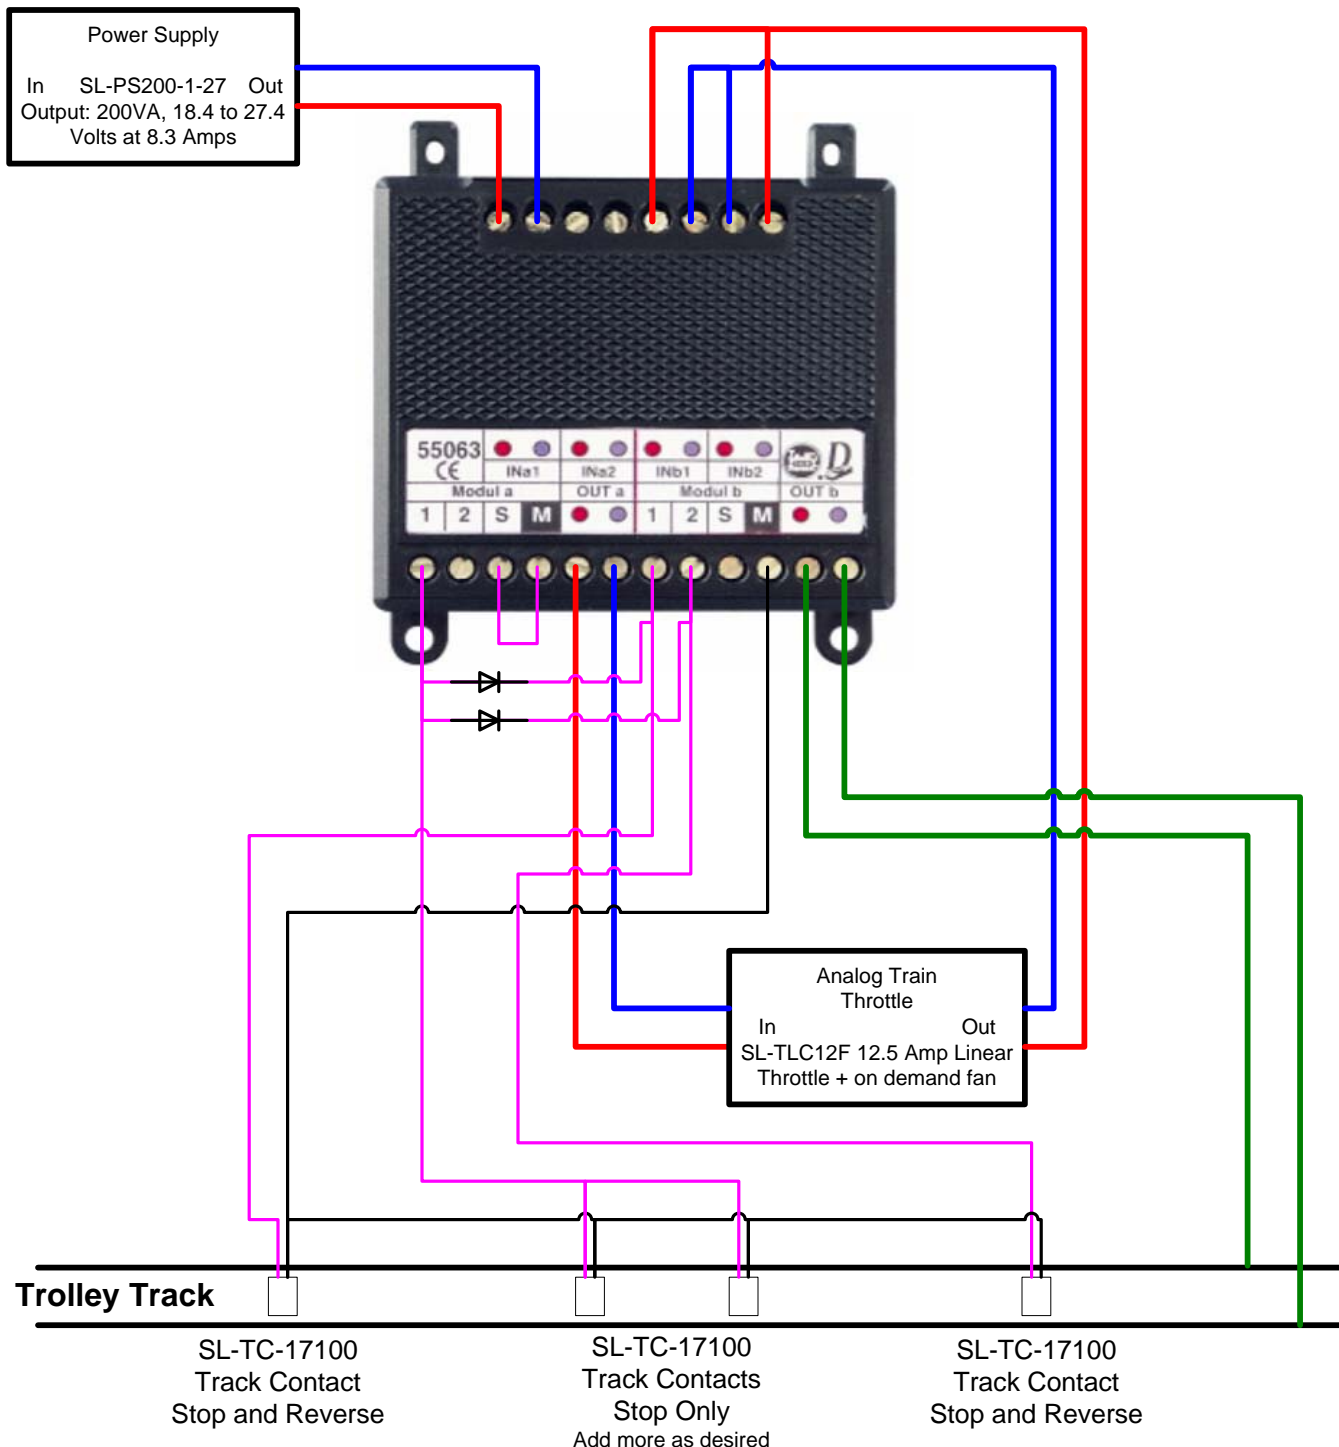 Power Supply
In SL-PS200-1-27 Out
Output: 200VA, 18.4 to 27.4
Volts at 8.3 Amps
55063
CE
INa1 INa2 INb1 INb2
D
Modul a OUT a Modul b OUT b
1 2 S M 1 2 S M
Analog Train
Throttle
In Out
SL-TLC12F 12.5 Amp Linear
Throttle + on demand fan
Trolley Track
SL-TC-17100
Track Contact
Stop and Reverse
SL-TC-17100
Track Contacts
Stop Only
Add more as desired
SL-TC-17100
Track Contact
Stop and Reverse